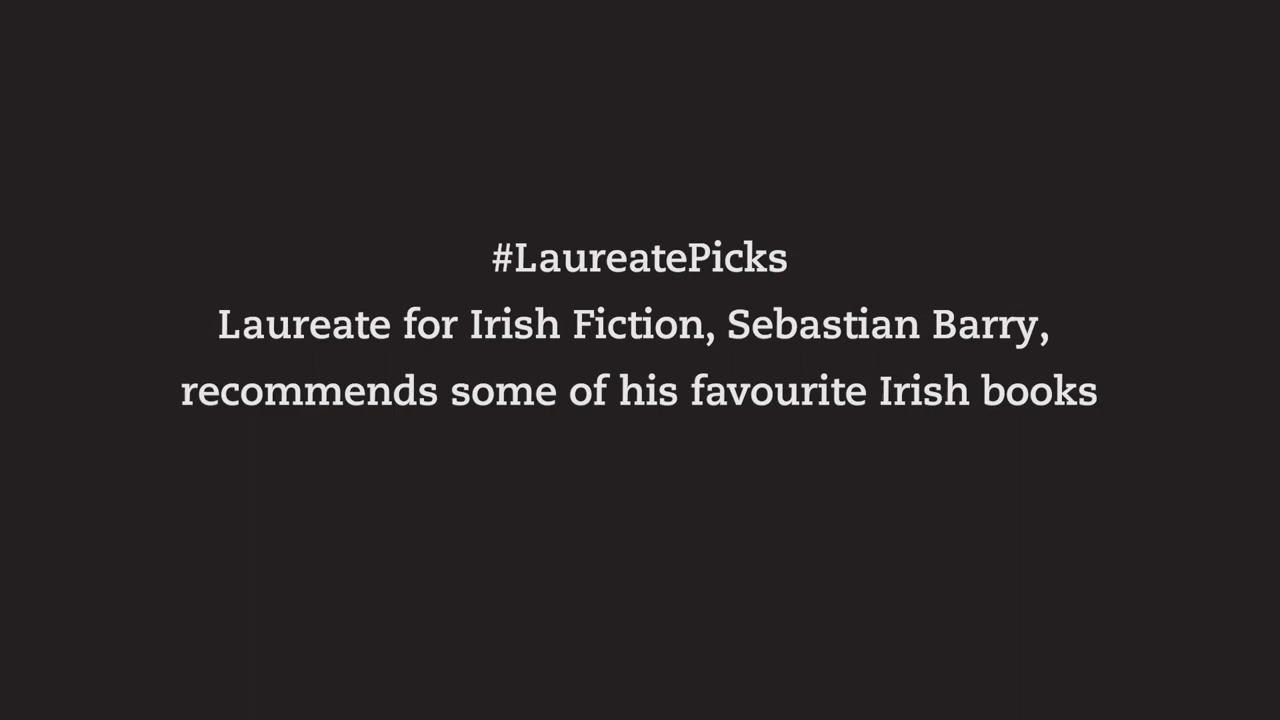 #LaureatePicks
Laureate for Irish Fiction, Sebastian Barry,
recommends some of his favourite Irish books